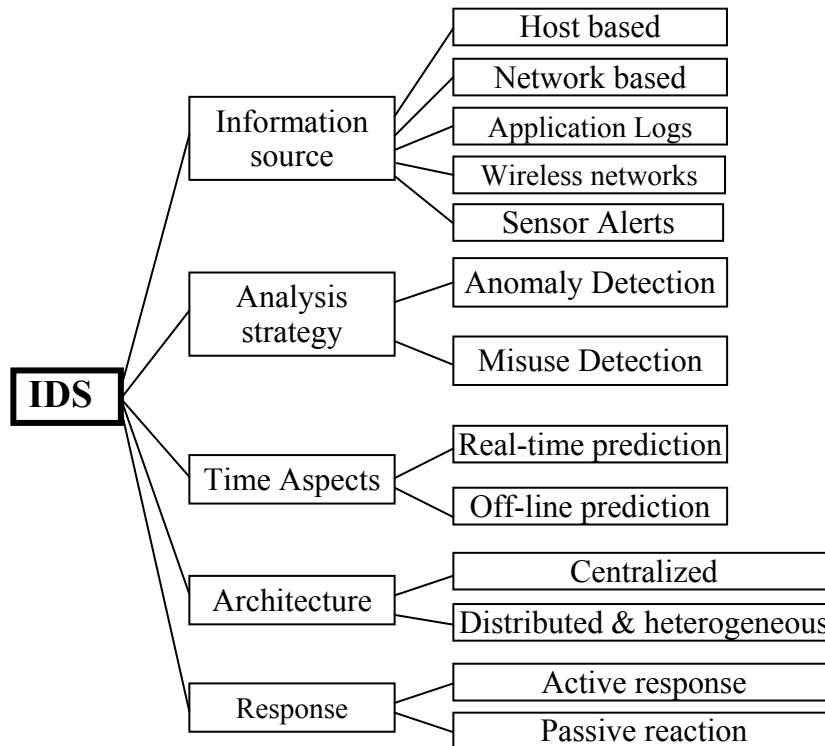 IDS
Information
source
Host based
Network based
Application Logs
Wireless networks
Sensor Alerts
Analysis
strategy
Anomaly Detection
Misuse Detection
Time Aspects
Real-time prediction
Off-line prediction
Architecture
Centralized
Distributed & heterogeneous
Response
Active response
Passive reaction